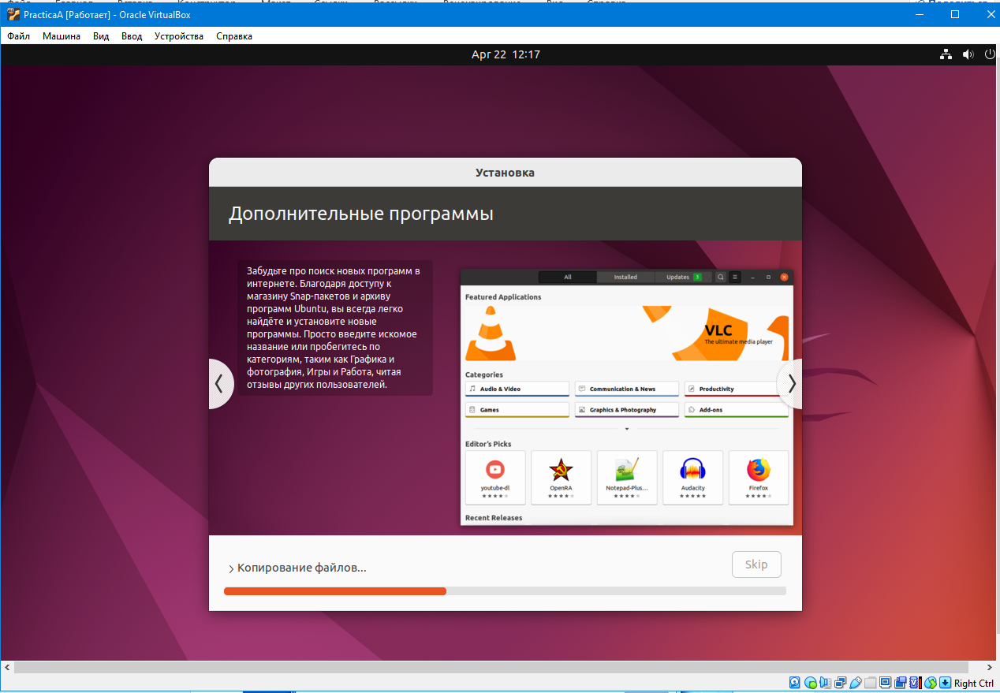 PracticaA [Работает] - Oracle VirtualBox
Файл Машина Вид Ввод Устройства Справка
Apr 22 12:17
Установка
Дополнительные программы
Забудьте про поиск новых программ в
интернете. Благодаря доступу к
магазину Snap-пакетов и архиву
программ Ubuntu, вы всегда легко
найдёте и установите новые
программы. Просто введите искомое
название или пробегитесь по
категориям, таким как Графика и
фотография, Игры и Работа, читая
отзывы других пользователей.
All Installed Updates 3
Featured Applications
VLC
The ultimate media player
Categories
Audio & Video Communication & News Productivity
Games Graphics & Photography Add-ons
Editor's Picks
youtube-dl OpenRA Notepad-Plus... Audacity Firefox
Recent Releases
Копирование файлов...
Skip
Right Ctrl